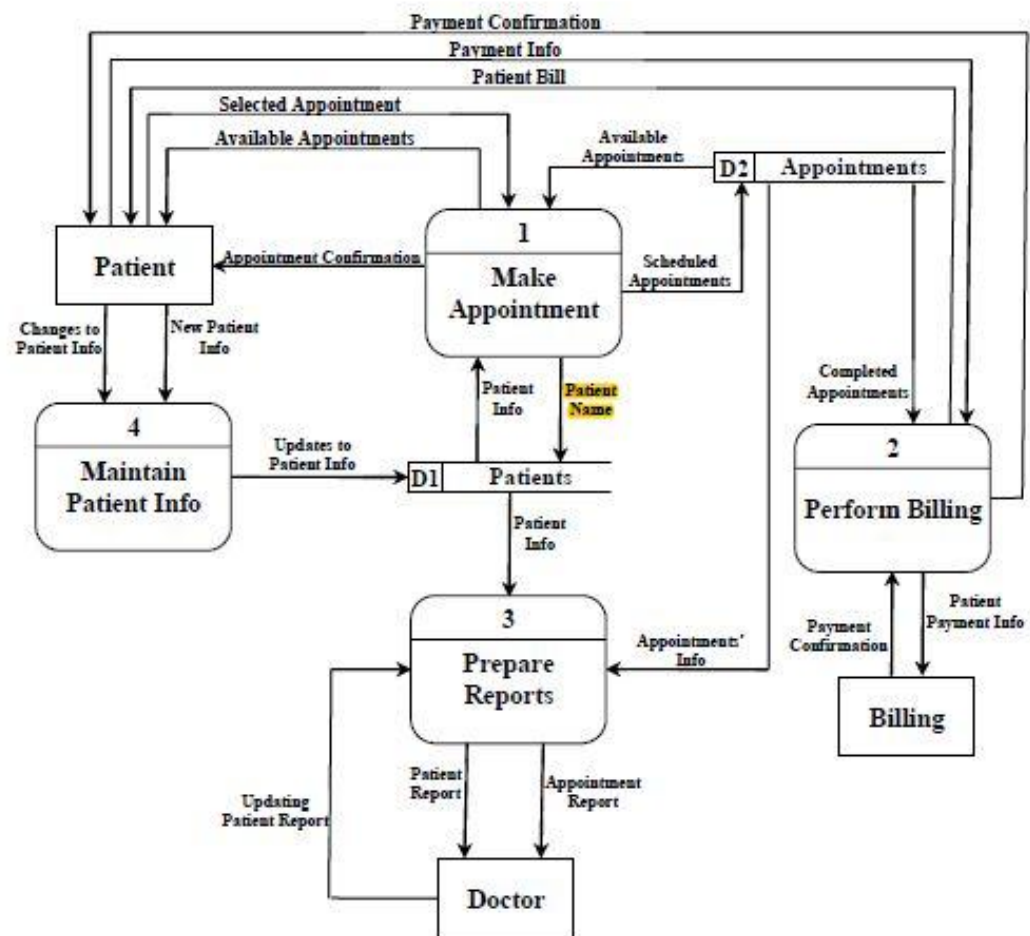 Payment Confirmation
Payment Info
Patient Bill
Selected Appointment
Available Appointments
Available
Appointments
D2 Appointments
1
Make
Appointment
Patient
Appointment Confirmation
Scheduled
Appointments
Changes to
Patient Info
New Patient
Info
Patient
Info
Patient
Name
Completed
Appointments
4
Maintain
Patient Info
Updates to
Patient Info
D1 Patients
2
Perform Billing
Patient
Info
3
Prepare
Reports
Appointments'
Info
Payment
Confirmation
Patient
Payment Info
Billing
Updating
Patient Report
Patient
Report
Appointment
Report
Doctor